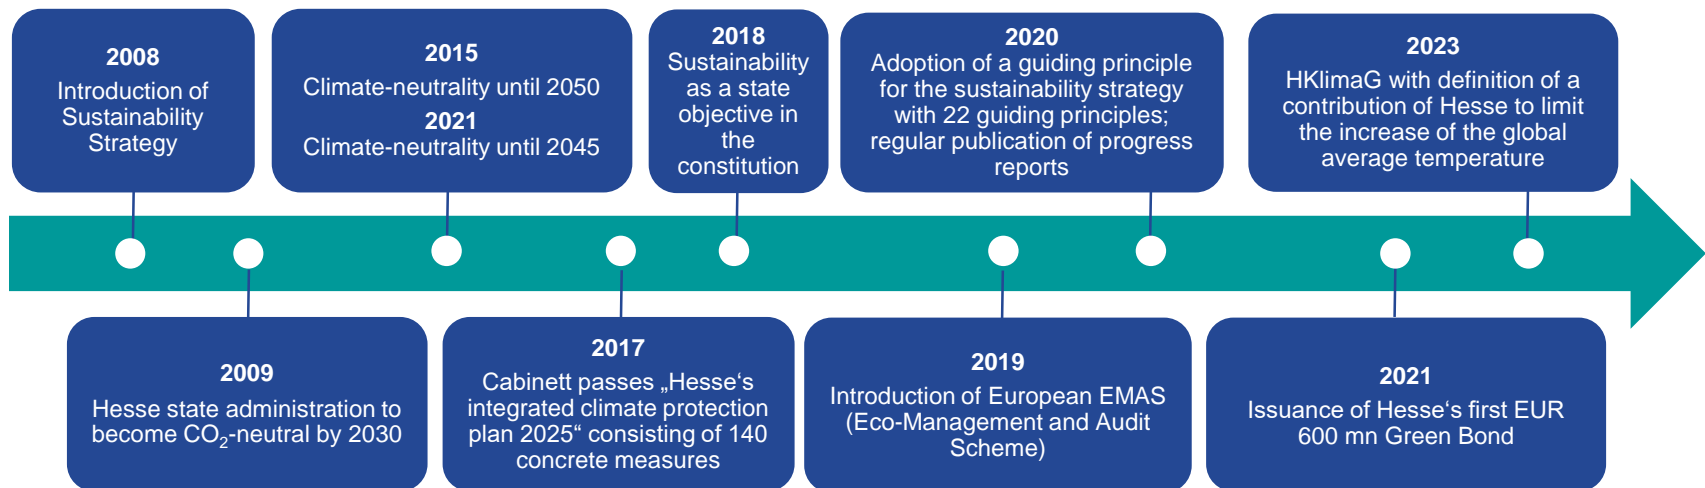 2008
Introduction of
Sustainability
Strategy
2015
Climate-neutrality until 2050
2021
Climate-neutrality until 2045
2018
Sustainability
as a state
objective in
the
constitution
2020
Adoption of a guiding principle
for the sustainability strategy
with 22 guiding principles;
regular publication of progress
reports
2023
HKlimaG with definition of a
contribution of Hesse to limit
the increase of the global
average temperature
2009
Hesse state administration to
become CO₂-neutral by 2030
2017
Cabinett passes „Hesse‘s
integrated climate protection
plan 2025“ consisting of 140
concrete measures
2019
Introduction of European EMAS
(Eco-Management and Audit
Scheme)
2021
Issuance of Hesse‘s first EUR
600 mn Green Bond